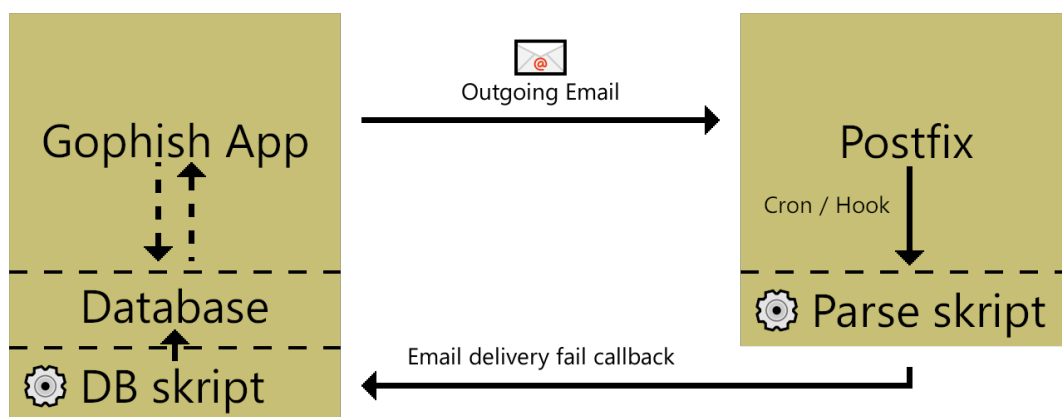 @
Outgoing Email
Gophish App
Postfix
Cron / Hook
Database
Parse skript
Email delivery fail callback
DB skript